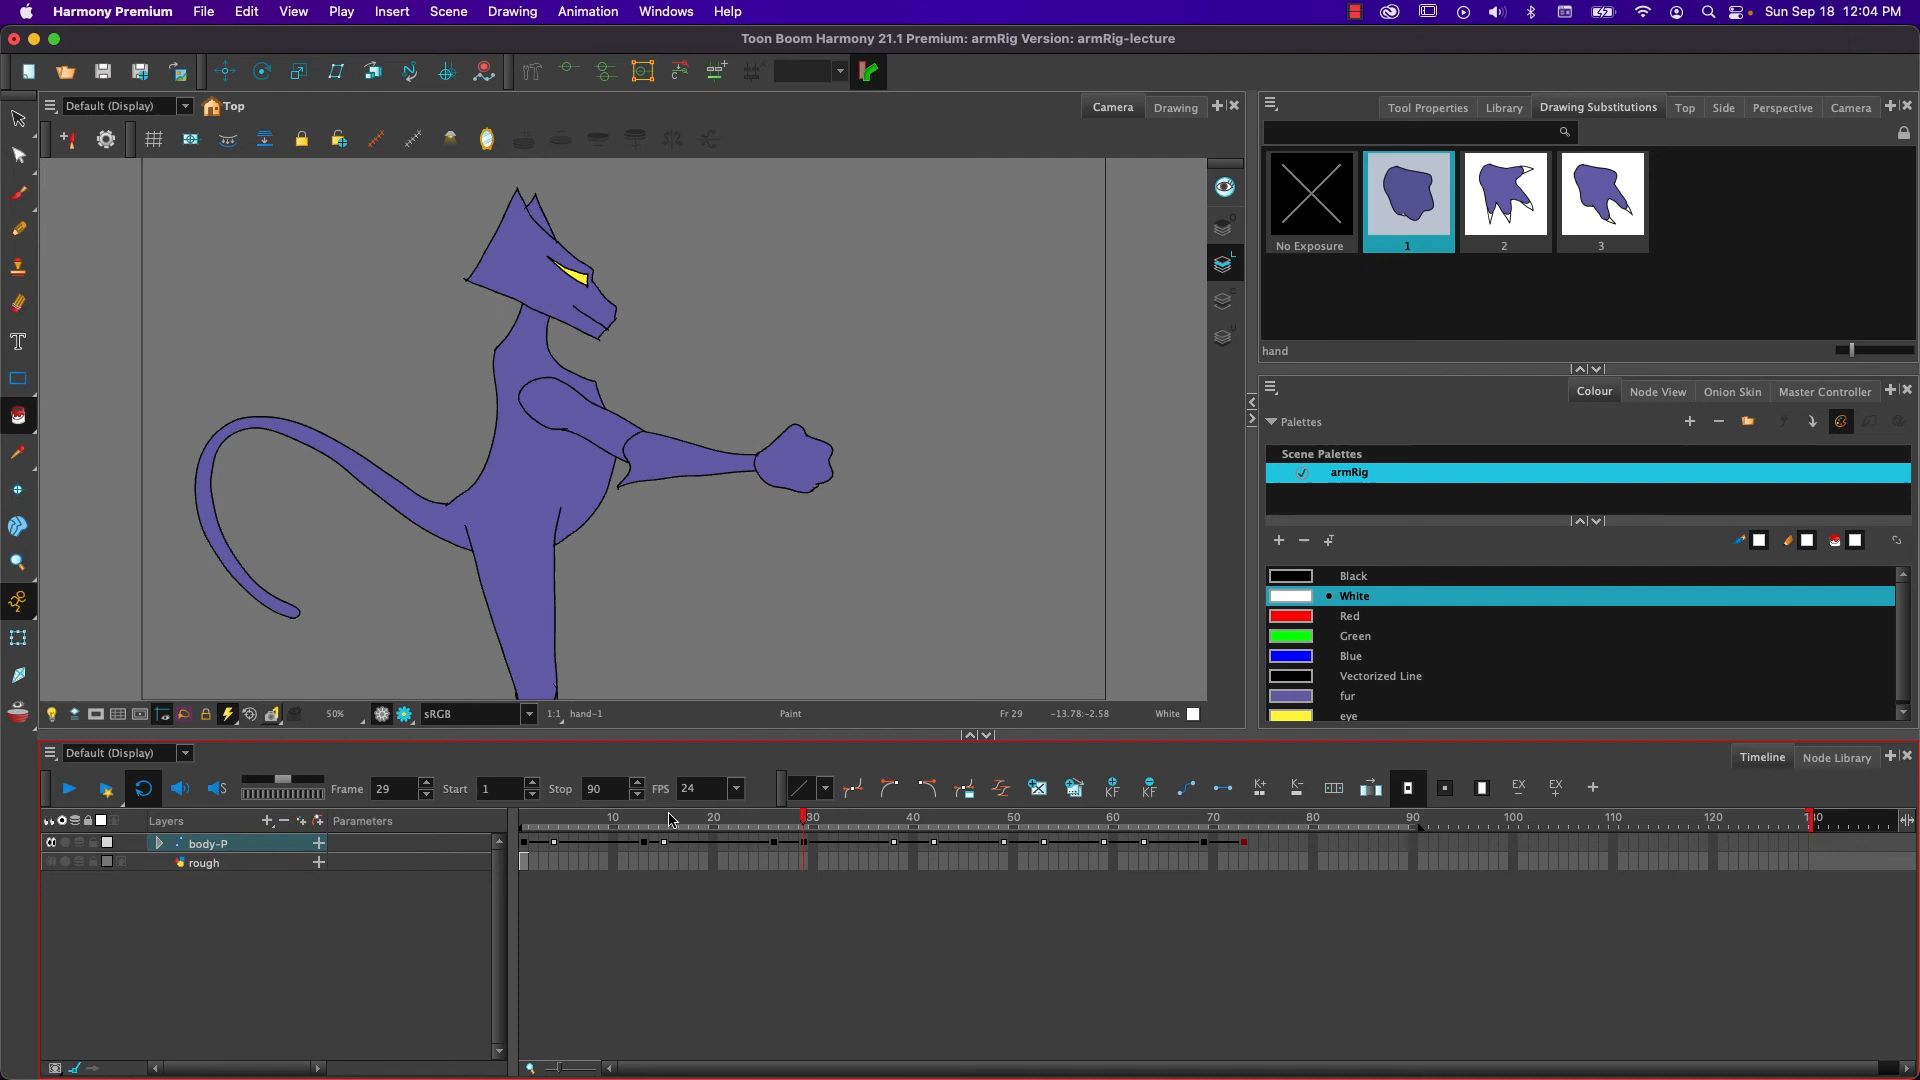 Harmony Premium File Edit View Play Insert Scene Drawing Animation Windows Help Sun Sep 18 12:04 PM
Toon Boom Harmony 21.1 Premium: armRig Version: armRig-lecture
Default (Display) Top Camera Drawing
Tool Properties Library Drawing Substitutions Top Side Perspective Camera
No Exposure 1 2 3
hand
Colour Node View Onion Skin Master Controller
Palettes
Scene Palettes
armRig
Black
White
Red
Green
Blue
Vectorized Line
fur
eye
50% sRGB 1:1 hand-1 Paint Fr 29 -13.78:-2.58 White
Default (Display) Timeline Node Library
Frame 29 Start 1 Stop 90 FPS 24 KF KF K+ K- EX EX
Layers Parameters 10 20 30 40 50 60 70 80 90 100 110 120
body-P
rough